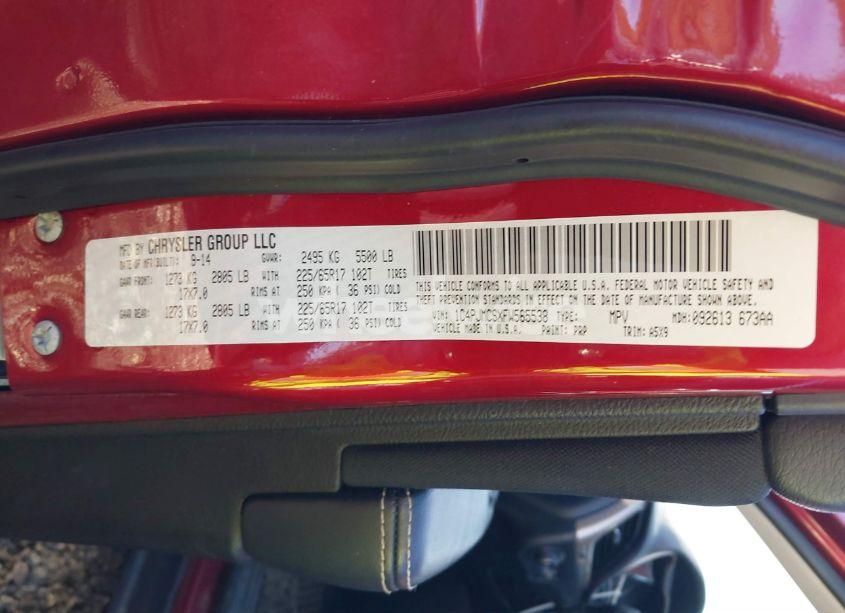 MFD BY CHRYSLER GROUP LLC
DATE OF MFR(BUILT): 9-14 GVWR: 2495 KG 5500 LB
GAWR FRONT: 1273 KG 2805 LB WITH 225/65R17 102T TIRES
17X7.0 RIMS AT 250 KPA ( 36 PSI)COLD
GAWR REAR: 1273 KG 2805 LB WITH 225/65R17 102T TIRES
17X7.0 RIMS AT 250 KPA ( 36 PSI)COLD
THIS VEHICLE CONFORMS TO ALL APPLICABLE U.S.A. FEDERAL MOTOR VEHICLE SAFETY AND
THEFT PREVENTION STANDARDS IN EFFECT ON THE DATE OF MANUFACTURE SHOWN ABOVE.
VIN: 1C4PJMCSXFW565538 TYPE: MPV MDH: 092613 673AA
VEHICLE MADE IN U.S.A. PAINT: PRP TRIM: A5X9